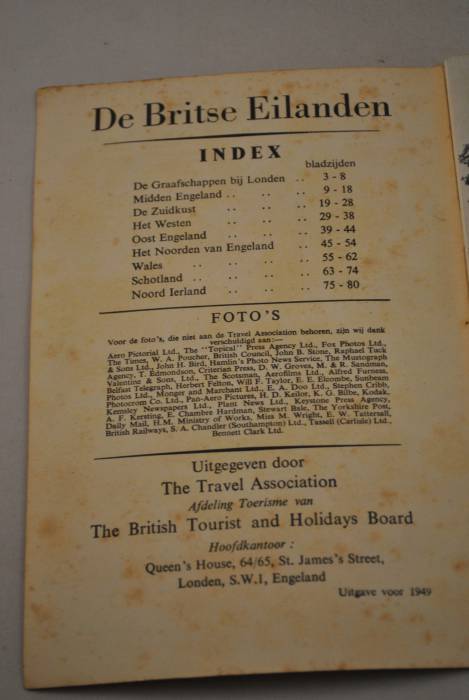 De Britse Eilanden
INDEX
bladzijden
De Graafschappen bij Londen .. 3 - 8
Midden Engeland .. .. .. 9 - 18
De Zuidkust .. .. .. 19 - 28
Het Westen .. .. .. 29 - 38
Oost Engeland .. .. .. 39 - 44
Het Noorden van Engeland .. 45 - 54
Wales .. .. .. .. 55 - 62
Schotland .. .. .. .. 63 - 74
Noord Ierland .. .. .. 75 - 80
FOTO'S
Voor de foto's, die niet aan de Travel Association behoren, zijn wij dank
verschuldigd aan:—
Aero Pictorial Ltd., The "Topical" Press Agency Ltd., Fox Photos Ltd.,
The Times, W. A. Poucher, British Council, John B. Stone, Raphael Tuck
& Sons Ltd., John H. Bird, Hamlin's Photo News Service, The Mustograph
Agency, T. Edmondson, Criterian Press, D. W. Groves, M. & R. Sandman,
Valentine & Sons, Ltd., The Scotsman, Aerofilms Ltd., Alfred Furness,
Belfast Telegraph, Herbert Felton, Will F. Taylor, E. E. Elcombe, Sunbeam
Photos Ltd., Monger and Marchant Ltd., E. A. Doo Ltd., Stephen Cribb,
Photocrom Co. Ltd., Pan-Aero Pictures, H. D. Keilor, K. G. Bilbe, Kodak,
Kemsley Newspapers Ltd., Plant News Ltd., Keystone Press Agency,
A. F. Kersting, E. Chambre Hardman, Stewart Bale, The Yorkshire Post,
Daily Mail, H.M. Ministry of Works, Miss M. Wright, E. W. Tattersall,
British Railways, S. A. Chandler (Southampton) Ltd., Tassell (Carlisle) Ltd.,
Bennett Clark Ltd.
Uitgegeven door
The Travel Association
Afdeling Toerisme van
The British Tourist and Holidays Board
Hoofdkantoor :
Queen's House, 64/65, St. James's Street,
Londen, S.W.1, Engeland
Uitgave voor 1949